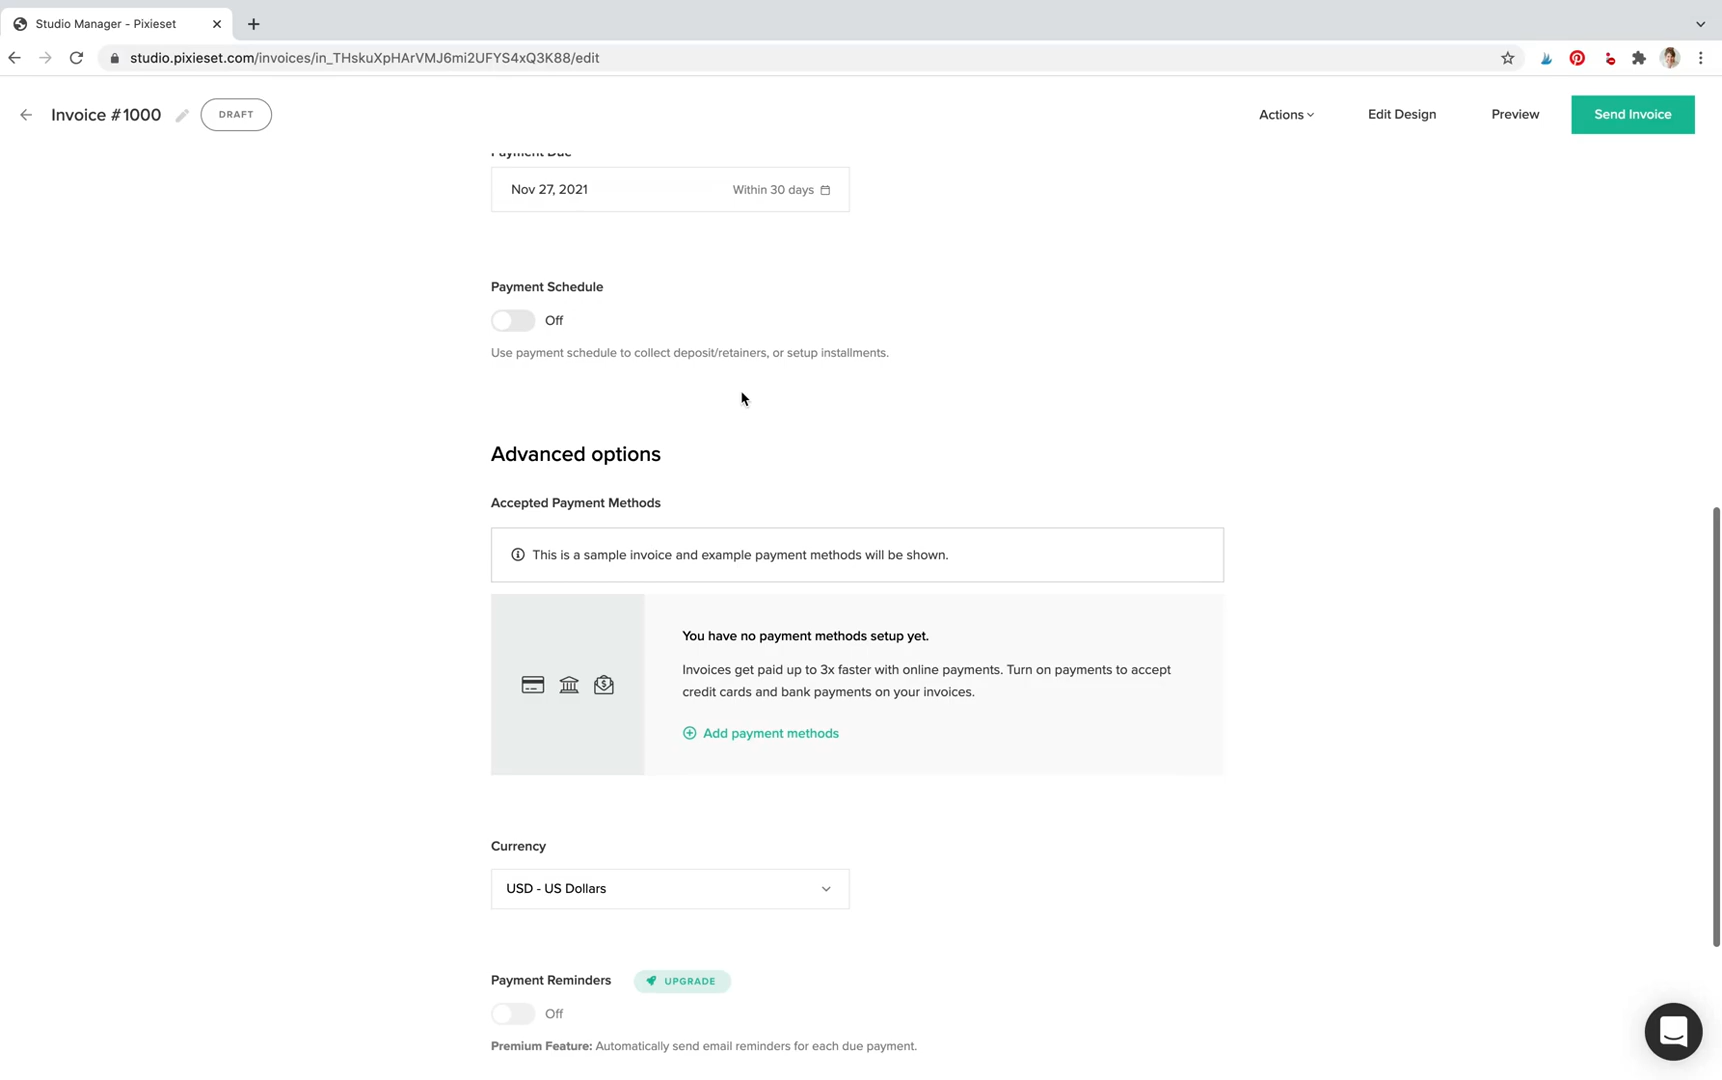 Studio Manager - Pixieset
studio.pixieset.com/invoices/in_THskuXpHArVMJ6mi2UFYS4xQ3K88/edit
Invoice #1000
DRAFT
Actions
Edit Design
Preview
Send Invoice
Payment Due
Nov 27, 2021
Within 30 days
Payment Schedule
Off
Use payment schedule to collect deposit/retainers, or setup installments.
Advanced options
Accepted Payment Methods
This is a sample invoice and example payment methods will be shown.
You have no payment methods setup yet.
Invoices get paid up to 3x faster with online payments. Turn on payments to accept
credit cards and bank payments on your invoices.
Add payment methods
Currency
USD - US Dollars
Payment Reminders
UPGRADE
Off
Premium Feature: Automatically send email reminders for each due payment.